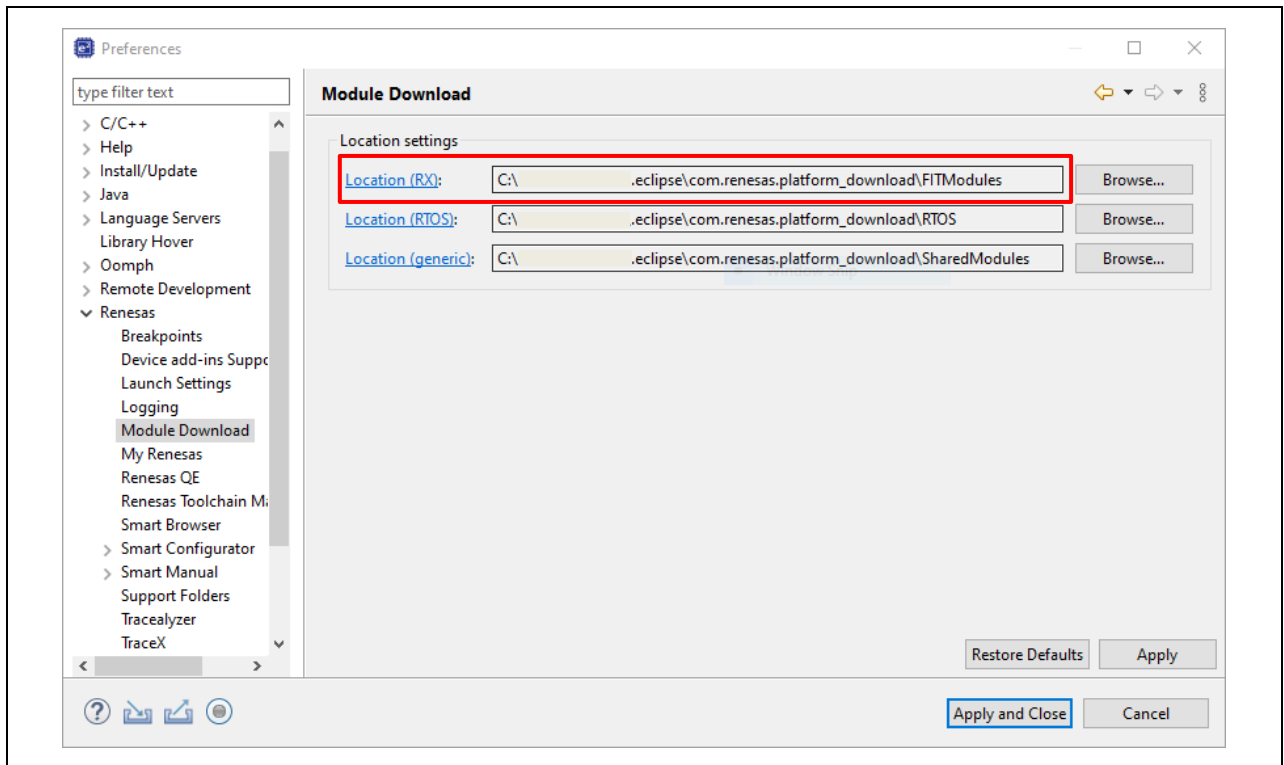 Preferences
type filter text
C/C++
Help
Install/Update
Java
Language Servers
Library Hover
Oomph
Remote Development
Renesas
Breakpoints
Device add-ins Suppo
Launch Settings
Logging
Module Download
My Renesas
Renesas QE
Renesas Toolchain Ma
Smart Browser
Smart Configurator
Smart Manual
Support Folders
Tracealyzer
TraceX
Module Download
Location settings
Location (RX): C:\ .eclipse\com.renesas.platform_download\FITModules Browse...
Location (RTOS): C:\ .eclipse\com.renesas.platform_download\RTOS Browse...
Location (generic): C:\ .eclipse\com.renesas.platform_download\SharedModules Browse...
Restore Defaults Apply
Apply and Close Cancel